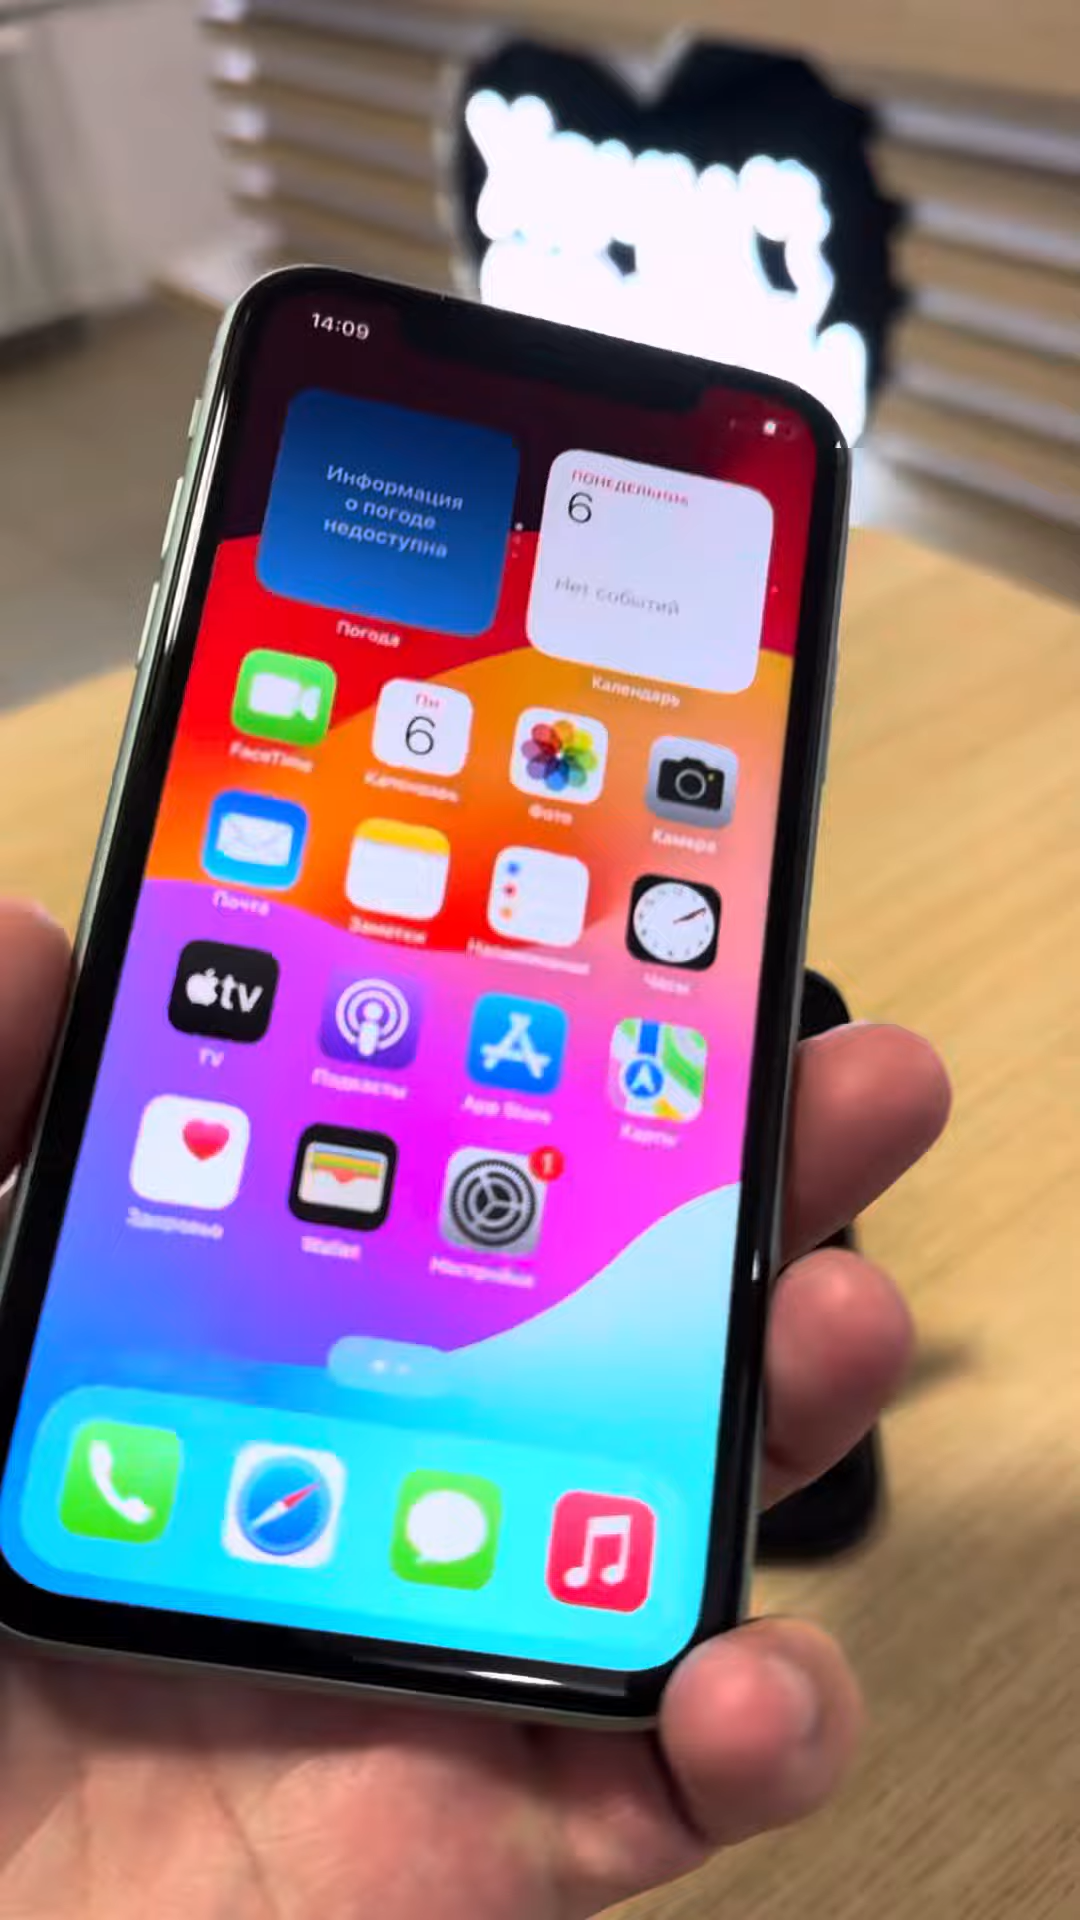 14:09
Информация
о погоде
недоступна
Погода
ПОНЕДЕЛЬНИК
6
Нет событий
Календарь
FaceTime
Пн
6
Календарь
Фото
Камера
Почта
Заметки
Напоминания
Часы
tv
TV
Подкасты
App Store
Карты
Здоровье
Wallet
1
Настройки